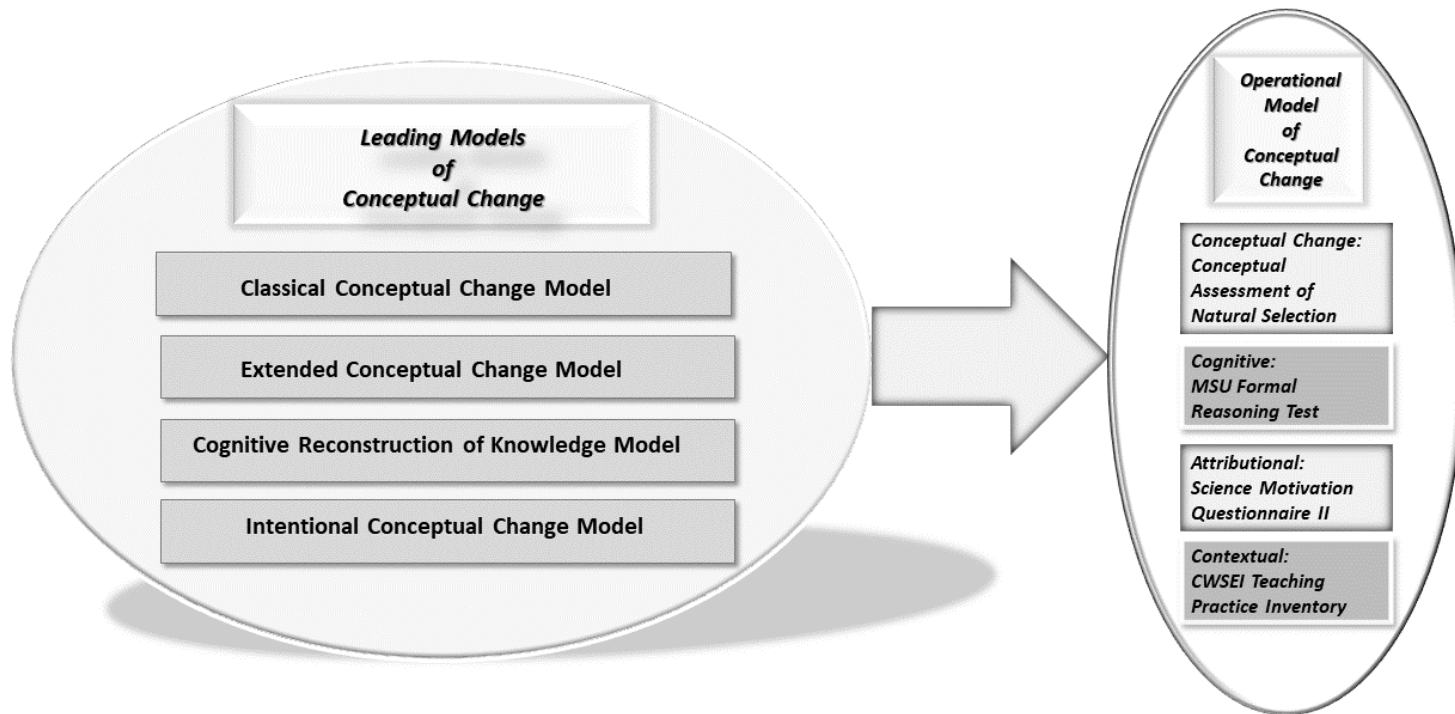 Leading Models
of
Conceptual Change
Classical Conceptual Change Model
Extended Conceptual Change Model
Cognitive Reconstruction of Knowledge Model
Intentional Conceptual Change Model
Operational
Model
of
Conceptual
Change
Conceptual Change:
Conceptual
Assessment of
Natural Selection
Cognitive:
MSU Formal
Reasoning Test
Attributional:
Science Motivation
Questionnaire II
Contextual:
CWSEI Teaching
Practice Inventory